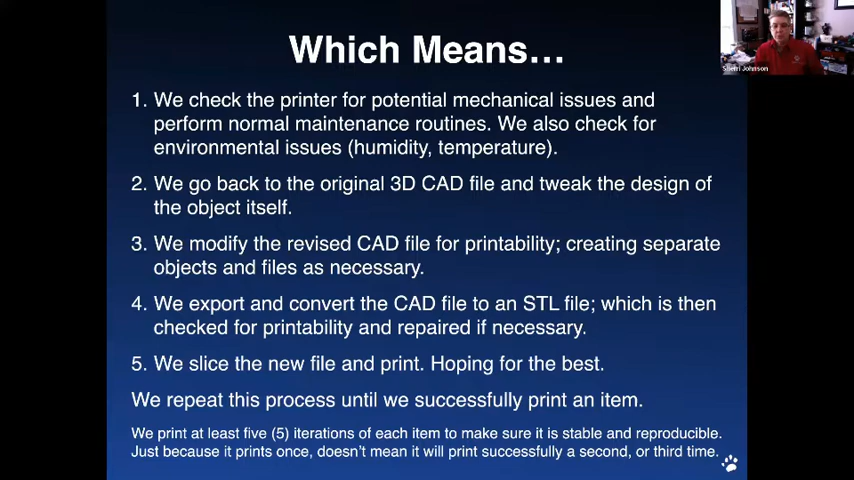 Which Means…
1. We check the printer for potential mechanical issues and
perform normal maintenance routines. We also check for
environmental issues (humidity, temperature).
2. We go back to the original 3D CAD file and tweak the design of
the object itself.
3. We modify the revised CAD file for printability; creating separate
objects and files as necessary.
4. We export and convert the CAD file to an STL file; which is then
checked for printability and repaired if necessary.
5. We slice the new file and print. Hoping for the best.
We repeat this process until we successfully print an item.
We print at least five (5) iterations of each item to make sure it is stable and reproducible.
Just because it prints once, doesn't mean it will print successfully a second, or third time.
Johnson